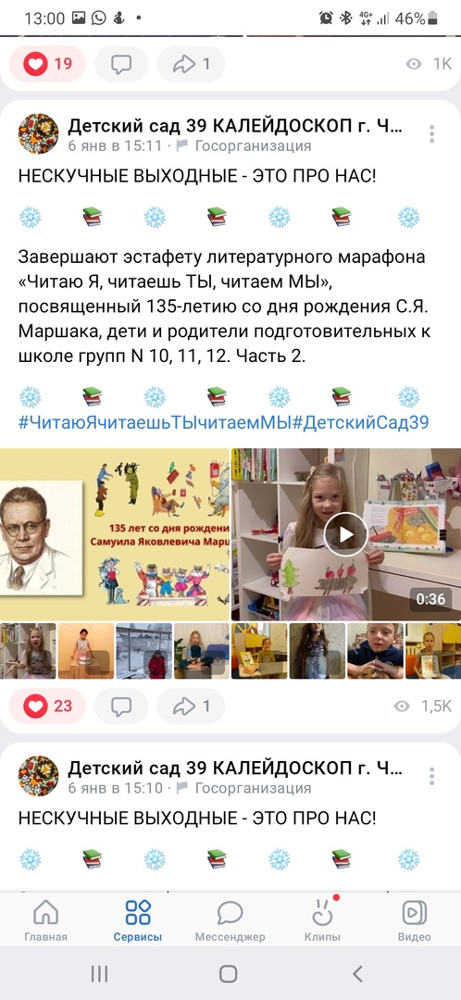 13:00
4G+
46%
19
1
1K
Детский сад 39 КАЛЕЙДОСКОП г. Ч...
6 янв в 15:11 · Госорганизация
НЕСКУЧНЫЕ ВЫХОДНЫЕ - ЭТО ПРО НАС!
Завершают эстафету литературного марафона
«Читаю Я, читаешь ТЫ, читаем МЫ»,
посвященный 135-летию со дня рождения С.Я.
Маршака, дети и родители подготовительных к
школе групп N 10, 11, 12. Часть 2.
#ЧитаюЯчитаешьТЫчитаемМЫ#ДетскийСад39
135 лет со дня рождени
Самуила Яковлевича Марш
0:36
23
1
1,5K
Детский сад 39 КАЛЕЙДОСКОП г. Ч...
6 янв в 15:10 · Госорганизация
НЕСКУЧНЫЕ ВЫХОДНЫЕ - ЭТО ПРО НАС!
Главная
Сервисы
Мессенджер
Клипы
Видео